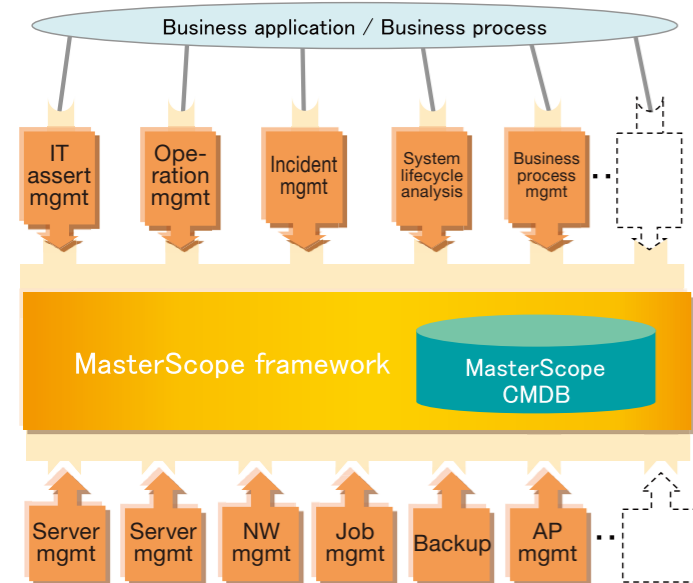 Business application / Business process
IT
assert
mgmt
Ope-
ration
mgmt
Incident
mgmt
System
lifecycle
analysis
Business
process
mgmt
..
MasterScope framework
MasterScope
CMDB
Server
mgmt
Server
mgmt
NW
mgmt
Job
mgmt
Backup
AP
mgmt
..